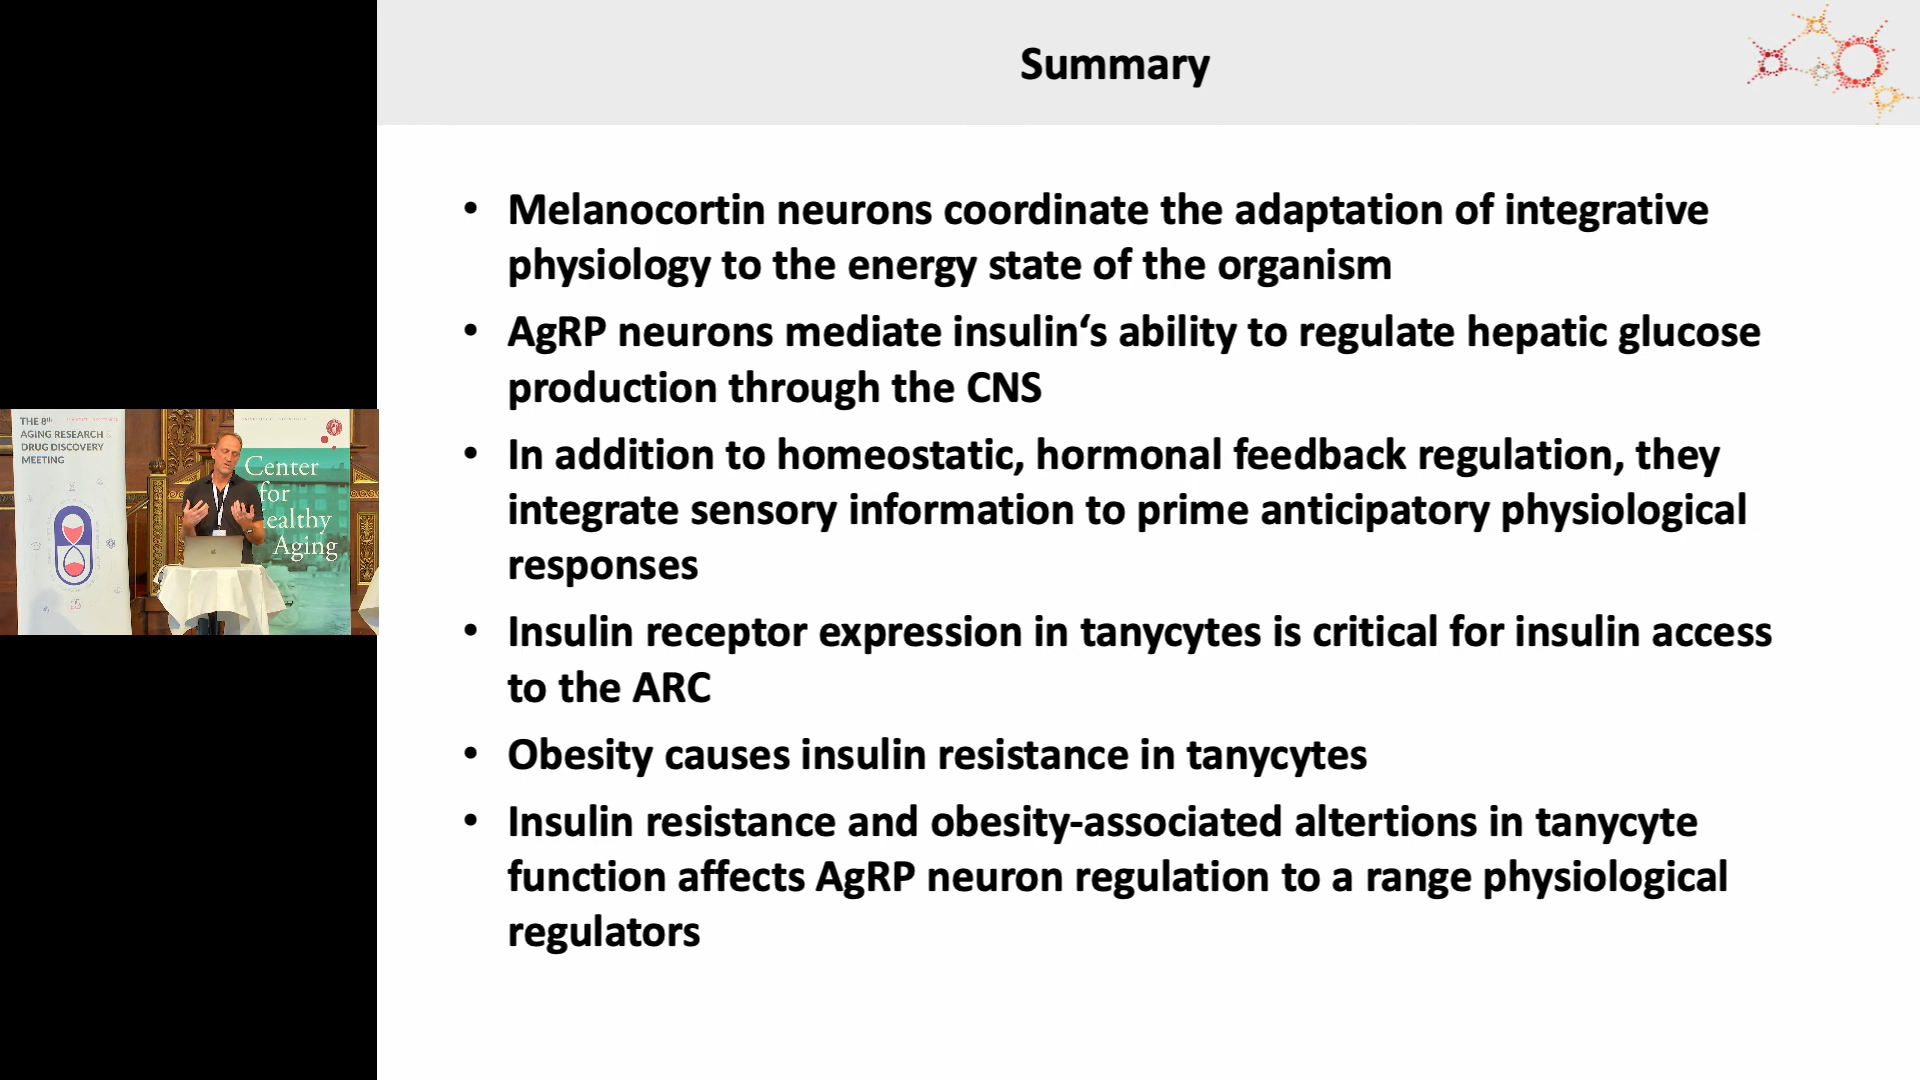 Summary
• Melanocortin neurons coordinate the adaptation of integrative
physiology to the energy state of the organism
• AgRP neurons mediate insulin‘s ability to regulate hepatic glucose
production through the CNS
• In addition to homeostatic, hormonal feedback regulation, they
integrate sensory information to prime anticipatory physiological
responses
• Insulin receptor expression in tanycytes is critical for insulin access
to the ARC
• Obesity causes insulin resistance in tanycytes
• Insulin resistance and obesity-associated altertions in tanycyte
function affects AgRP neuron regulation to a range physiological
regulators
THE 8th
AGING RESEARCH
DRUG DISCOVERY
MEETING
Center
for
ealthy
Aging